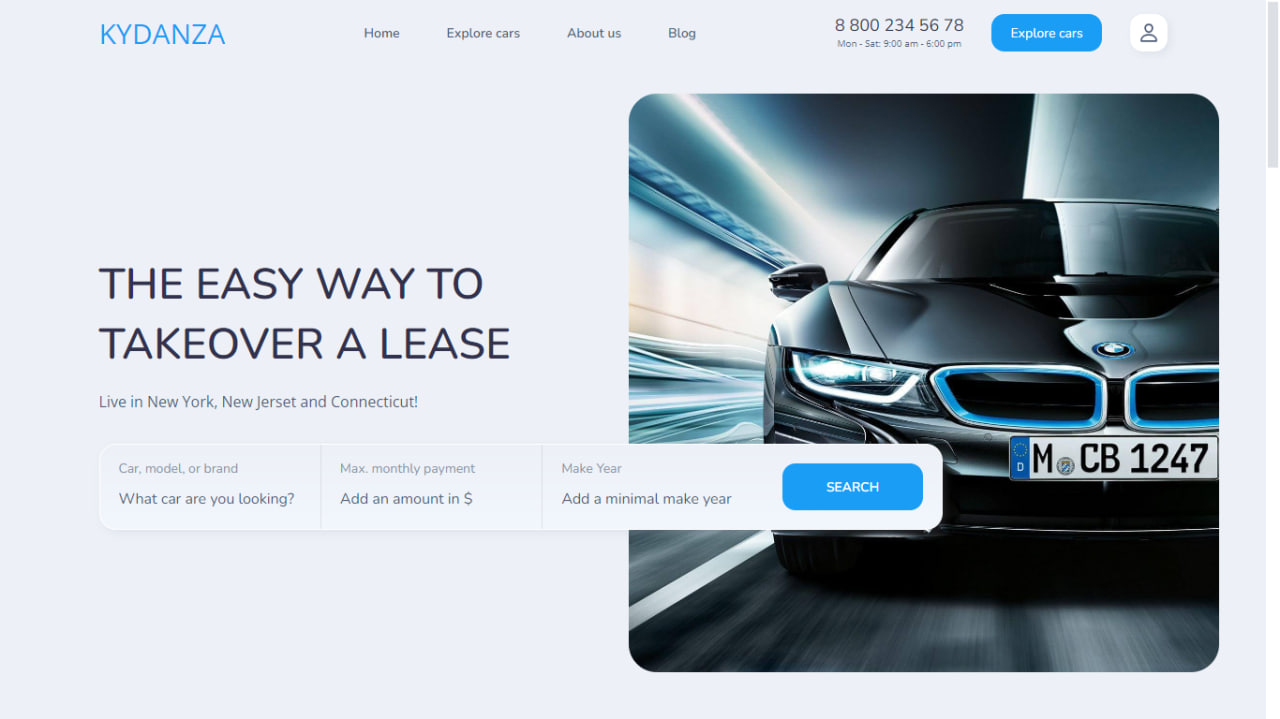 KYDANZA
Home
Explore cars
About us
Blog
8 800 234 56 78
Mon - Sat: 9:00 am - 6:00 pm
Explore cars
THE EASY WAY TO
TAKEOVER A LEASE
Live in New York, New Jerset and Connecticut!
Car, model, or brand
What car are you looking?
Max. monthly payment
Add an amount in $
Make Year
Add a minimal make year
SEARCH
BMW
D
M CB 1247